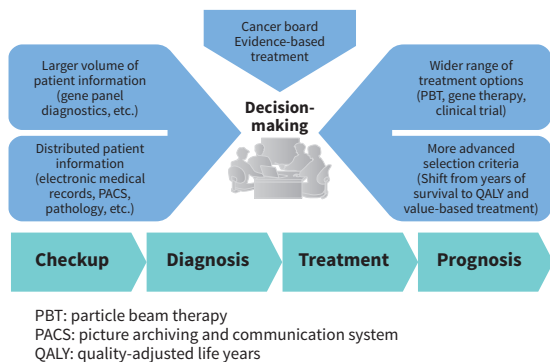 Cancer board
Evidence-based
treatment
Larger volume of
patient information
(gene panel
diagnostics, etc.)
Distributed patient
information
(electronic medical
records, PACS,
pathology, etc.)
Decision-
making
Wider range of
treatment options
(PBT, gene therapy,
clinical trial)
More advanced
selection criteria
(Shift from years of
survival to QALY and
value-based treatment)
Checkup
Diagnosis
Treatment
Prognosis
PBT: particle beam therapy
PACS: picture archiving and communication system
QALY: quality-adjusted life years